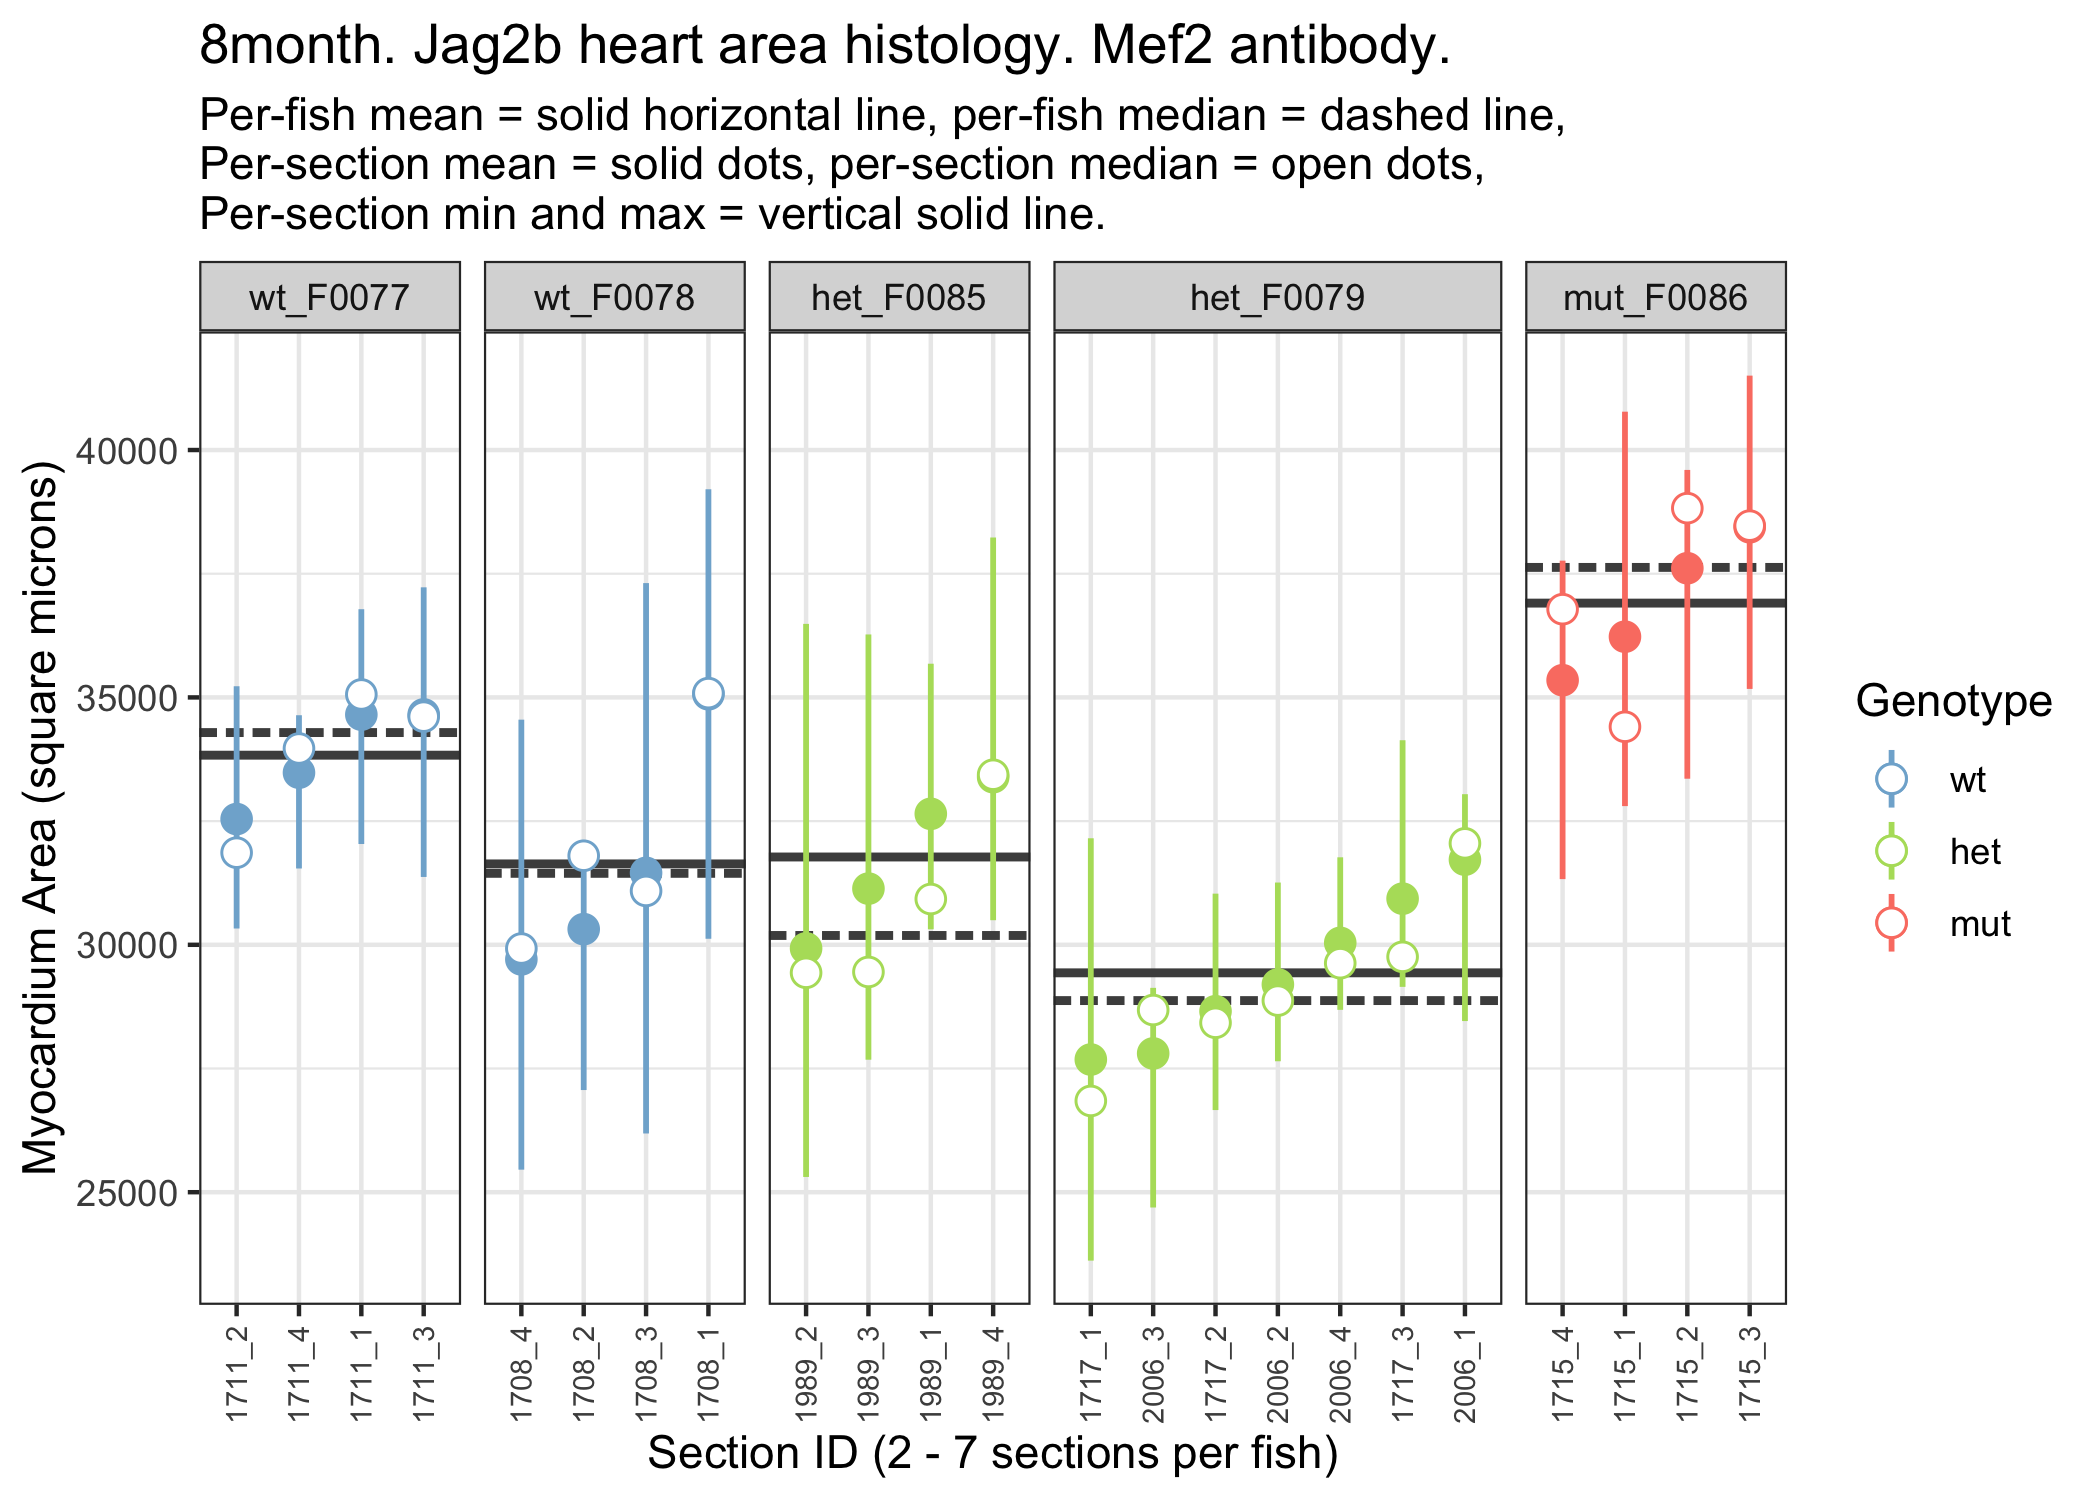 8month. Jag2b heart area histology. Mef2 antibody.
Per-fish mean = solid horizontal line, per-fish median = dashed line,
Per-section mean = solid dots, per-section median = open dots,
Per-section min and max = vertical solid line.
wt_F0077
wt_F0078
het_F0085
het_F0079
mut_F0086
Myocardium Area (square microns)
40000
35000
30000
25000
1711_2
1711_4
1711_1
1711_3
1708_4
1708_2
1708_3
1708_1
1989_2
1989_3
1989_1
1989_4
1717_1
2006_3
1717_2
2006_2
2006_4
1717_3
2006_1
1715_4
1715_1
1715_2
1715_3
Section ID (2 - 7 sections per fish)
Genotype
wt
het
mut